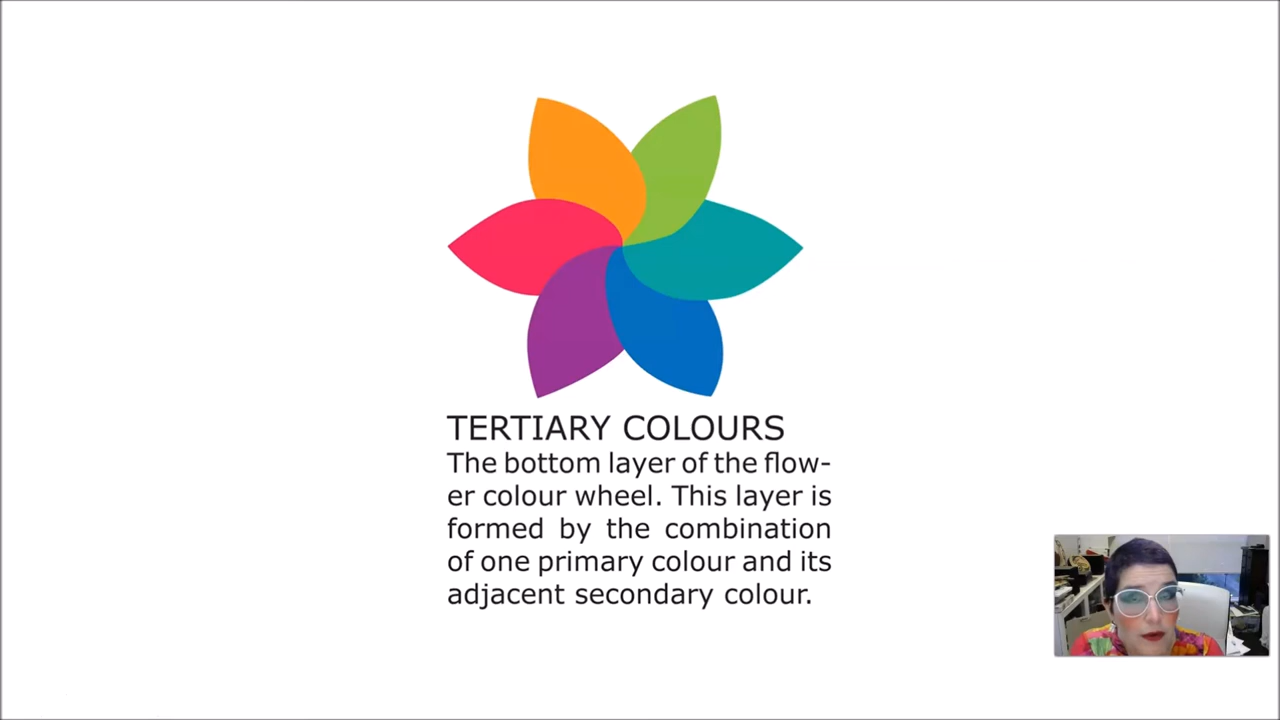 TERTIARY COLOURS
The bottom layer of the flow-
er colour wheel. This layer is
formed by the combination
of one primary colour and its
adjacent secondary colour.